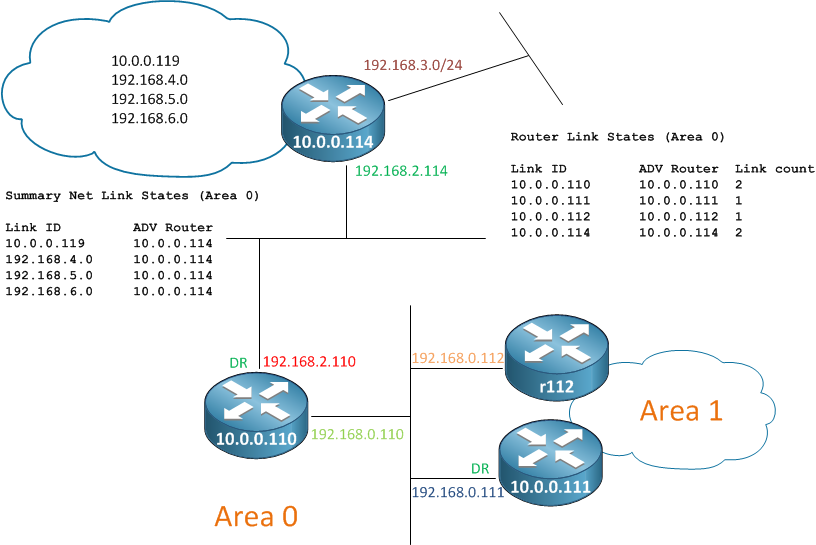 10.0.0.119
192.168.4.0
192.168.5.0
192.168.6.0
192.168.3.0/24
10.0.0.114
192.168.2.114
Router Link States (Area 0)
Link ID ADV Router Link count
10.0.0.110 10.0.0.110 2
10.0.0.111 10.0.0.111 1
10.0.0.112 10.0.0.112 1
10.0.0.114 10.0.0.114 2
Summary Net Link States (Area 0)
Link ID ADV Router
10.0.0.119 10.0.0.114
192.168.4.0 10.0.0.114
192.168.5.0 10.0.0.114
192.168.6.0 10.0.0.114
DR 192.168.2.110
10.0.0.110
192.168.0.110
192.168.0.112
r112
Area 1
DR
192.168.0.111
10.0.0.111
Area 0